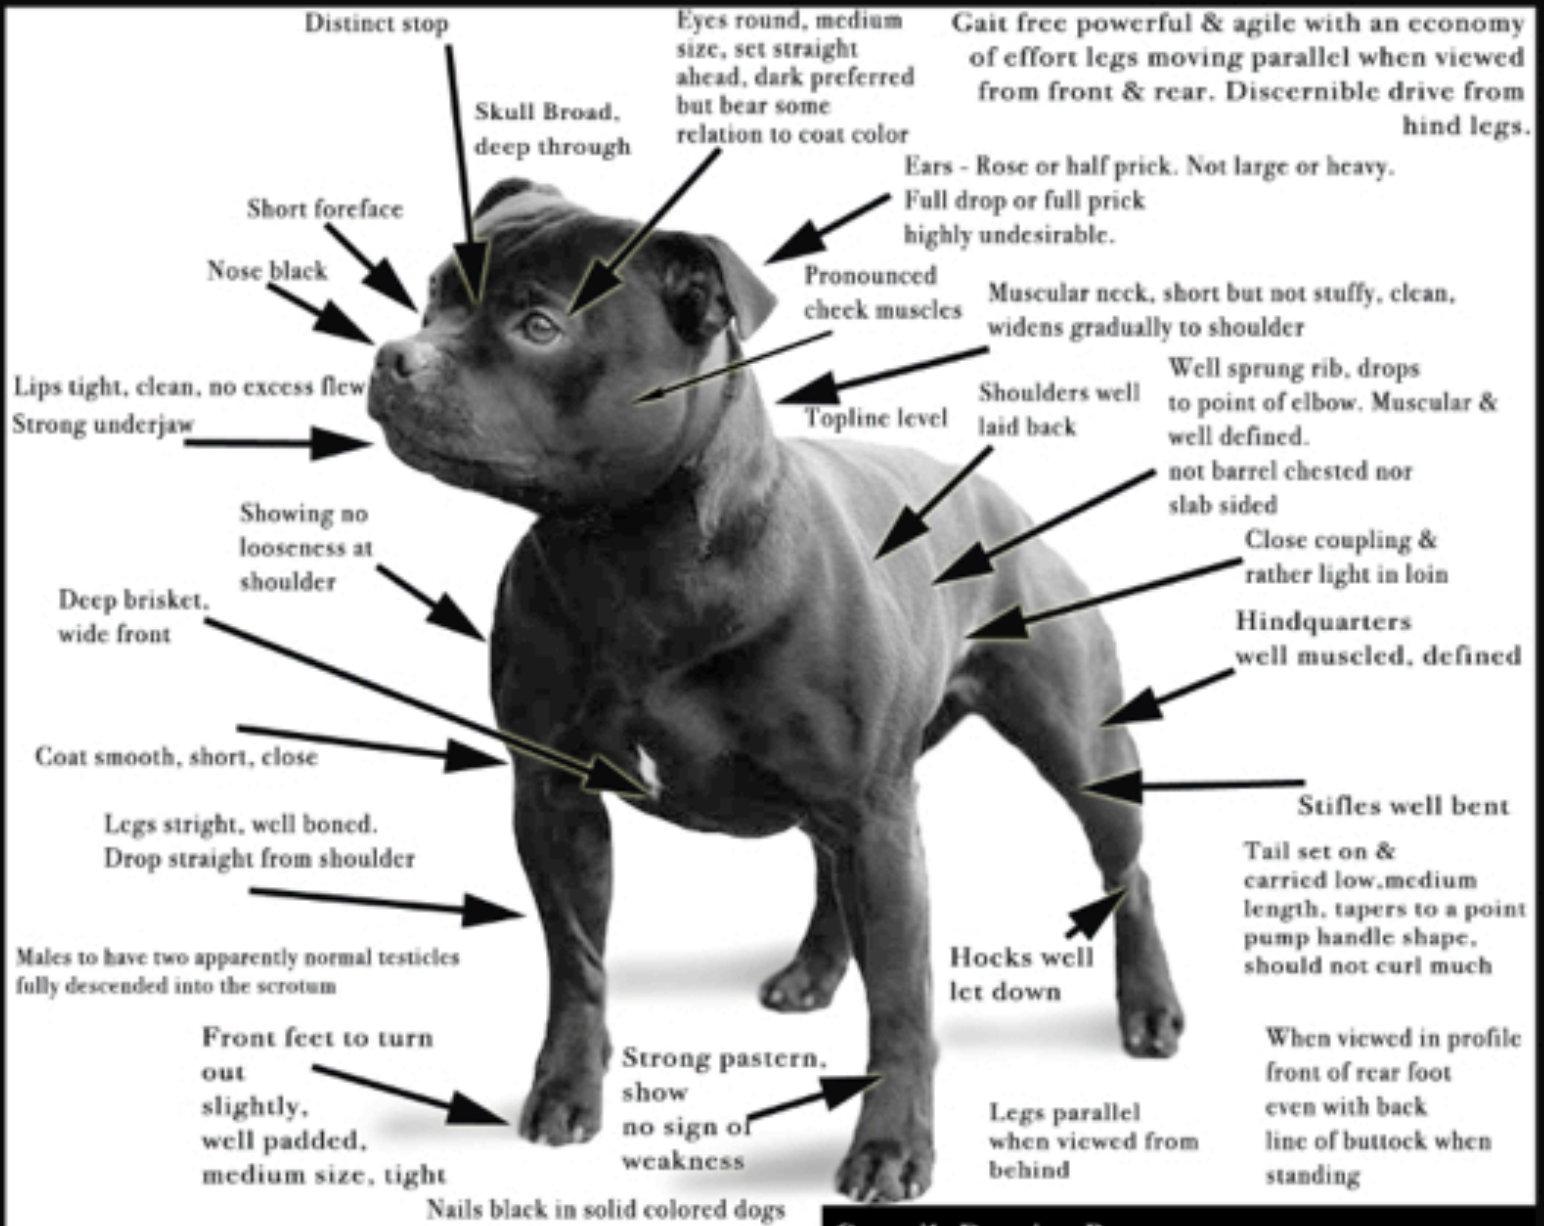 Distinct stop
Eyes round, medium
size, set straight
ahead, dark preferred
but bear some
relation to coat color
Gait free powerful & agile with an economy
of effort legs moving parallel when viewed
from front & rear. Discernible drive from
hind legs.
Skull Broad,
deep through
Ears - Rose or half prick. Not large or heavy.
Full drop or full prick
highly undesirable.
Short foreface
Nose black
Pronounced
cheek muscles
Muscular neck, short but not stuffy, clean,
widens gradually to shoulder
Lips tight, clean, no excess flew
Strong underjaw
Topline level
Shoulders well
laid back
Well sprung rib, drops
to point of elbow. Muscular &
well defined.
not barrel chested nor
slab sided
Showing no
looseness at
shoulder
Close coupling &
rather light in loin
Deep brisket,
wide front
Hindquarters
well muscled, defined
Coat smooth, short, close
Stifles well bent
Legs stright, well boned.
Drop straight from shoulder
Tail set on &
carried low,medium
length, tapers to a point
pump handle shape,
should not curl much
Males to have two apparently normal testicles
fully descended into the scrotum
Hocks well
let down
Front feet to turn
out
slightly,
well padded,
medium size, tight
Strong pastern,
show
no sign of
weakness
Legs parallel
when viewed from
behind
When viewed in profile
front of rear foot
even with back
line of buttock when
standing
Nails black in solid colored dogs